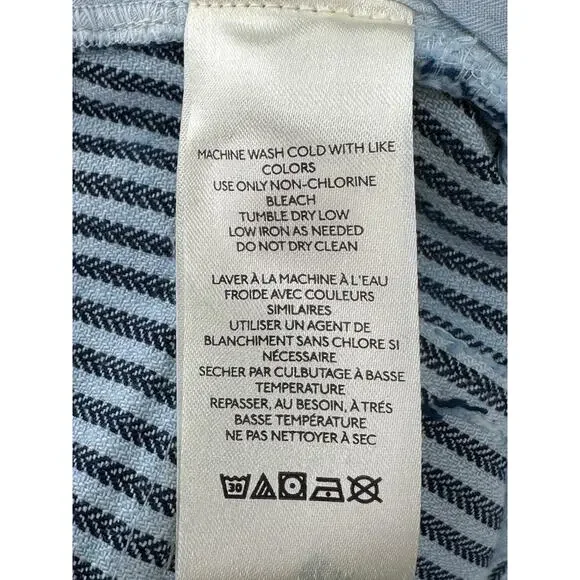 MACHINE WASH COLD WITH LIKE
COLORS
USE ONLY NON-CHLORINE
BLEACH
TUMBLE DRY LOW
LOW IRON AS NEEDED
DO NOT DRY CLEAN
LAVER À LA MACHINE À L'EAU
FROIDE AVEC COULEURS
SIMILAIRES
UTILISER UN AGENT DE
BLANCHIMENT SANS CHLORE SI
NÉCESSAIRE
SECHER PAR CULBUTAGE À BASSE
TEMPERATURE
REPASSER, AU BESOIN, À TRÉS
BASSE TEMPÉRATURE
NE PAS NETTOYER À SEC
30